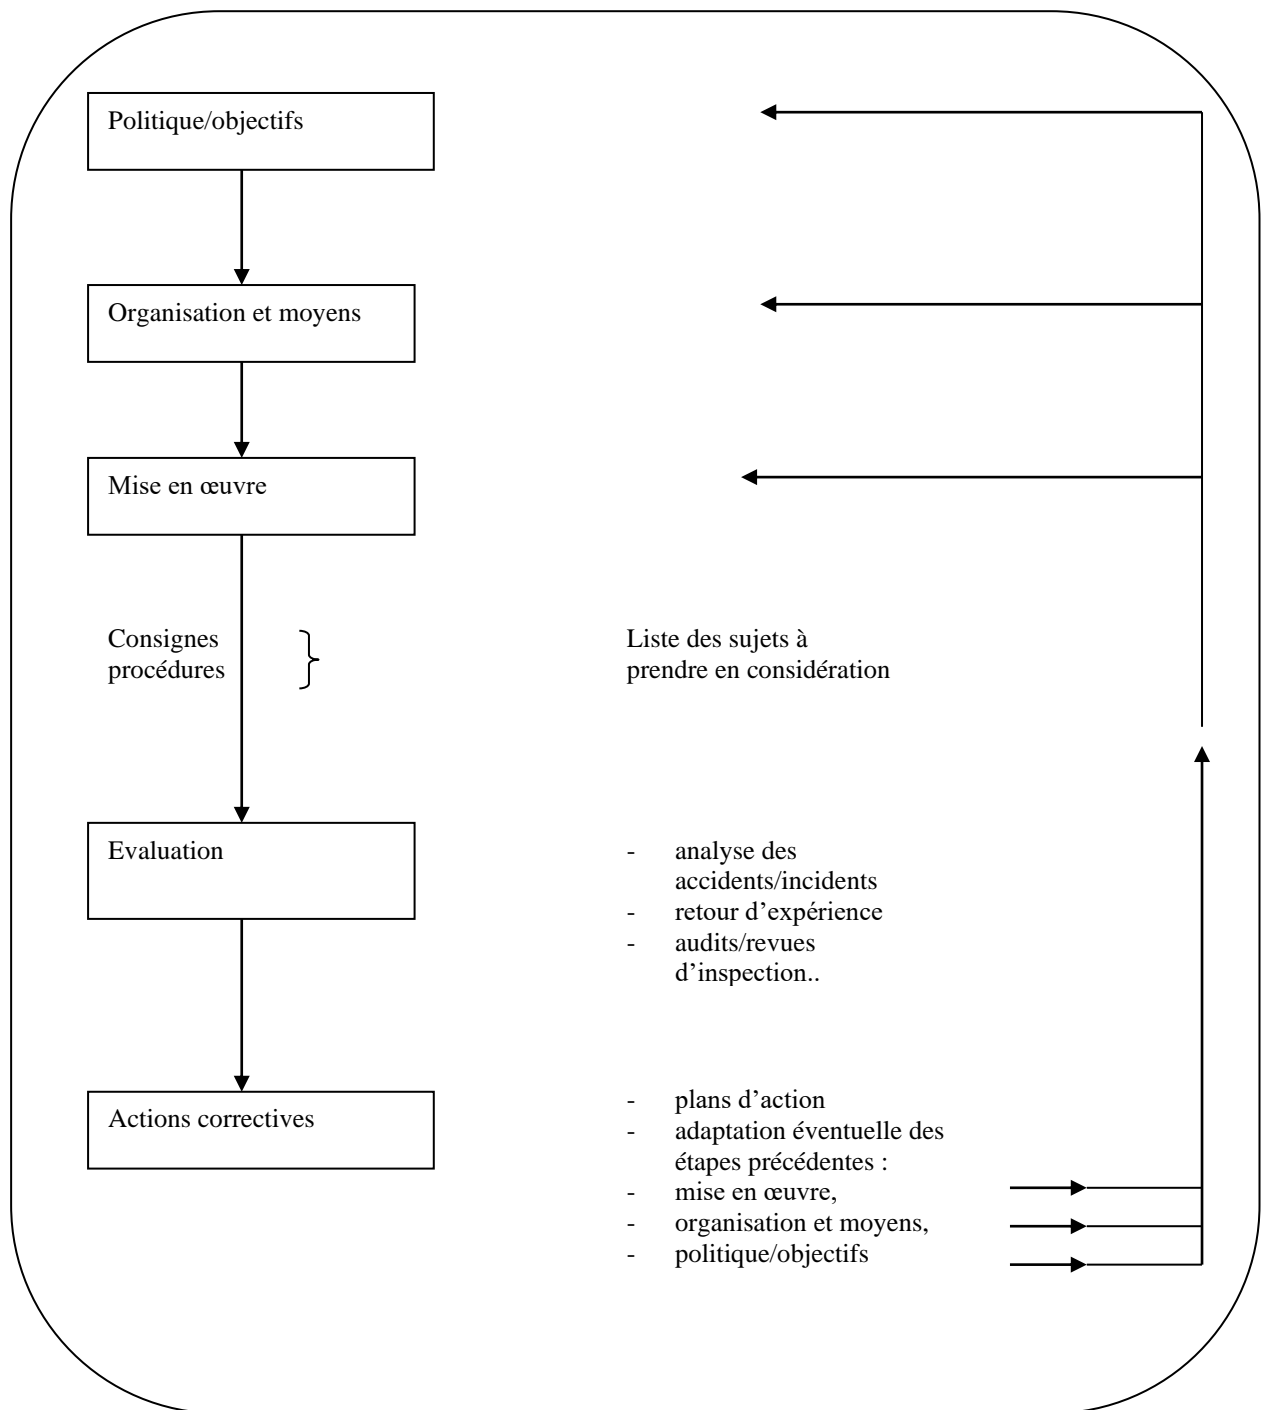 Politique/objectifs
Organisation et moyens
Mise en œuvre
Consignes
procédures
Liste des sujets à
prendre en considération
Evaluation
- analyse des
accidents/incidents
- retour d’expérience
- audits/revues
d’inspection..
Actions correctives
- plans d’action
- adaptation éventuelle des
étapes précédentes :
- mise en œuvre,
- organisation et moyens,
- politique/objectifs